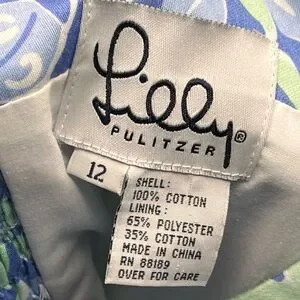 Lilly®
PULITZER
12
SHELL:
100% COTTON
LINING:
65% POLYESTER
35% COTTON
MADE IN CHINA
RN 88189
OVER FOR CARE